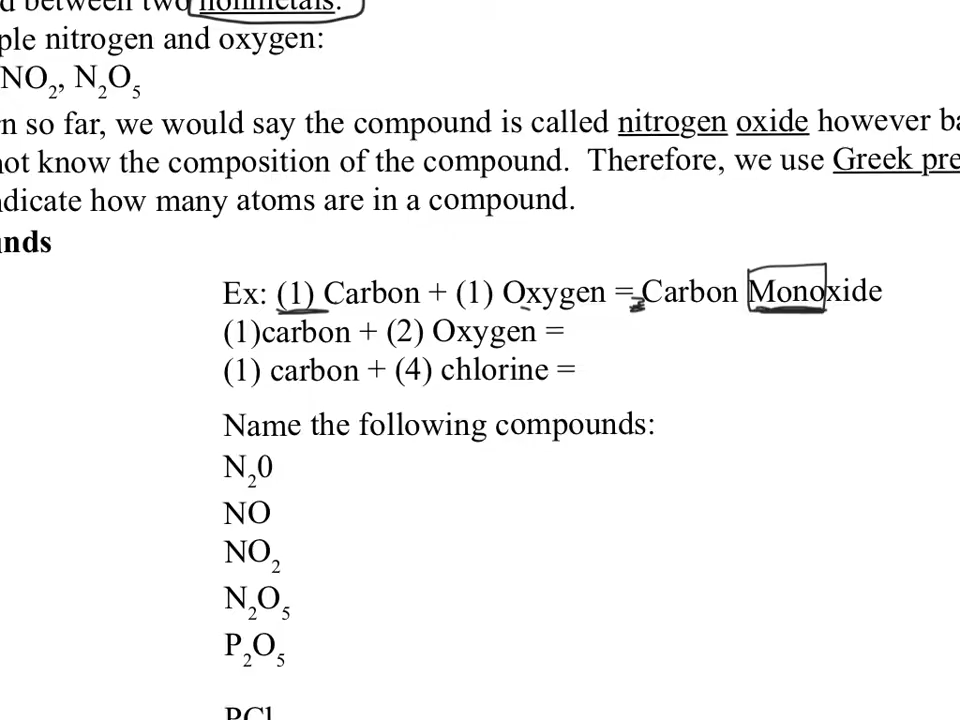 between two nonmetals.
ple nitrogen and oxygen:
NO₂, N₂O₅
n so far, we would say the compound is called nitrogen oxide however ba
ot know the composition of the compound. Therefore, we use Greek pre
dicate how many atoms are in a compound.
nds
Ex: (1) Carbon + (1) Oxygen = Carbon Monoxide
(1)carbon + (2) Oxygen =
(1) carbon + (4) chlorine =
Name the following compounds:
N₂0
NO
NO₂
N₂O₅
P₂O₅
PCl